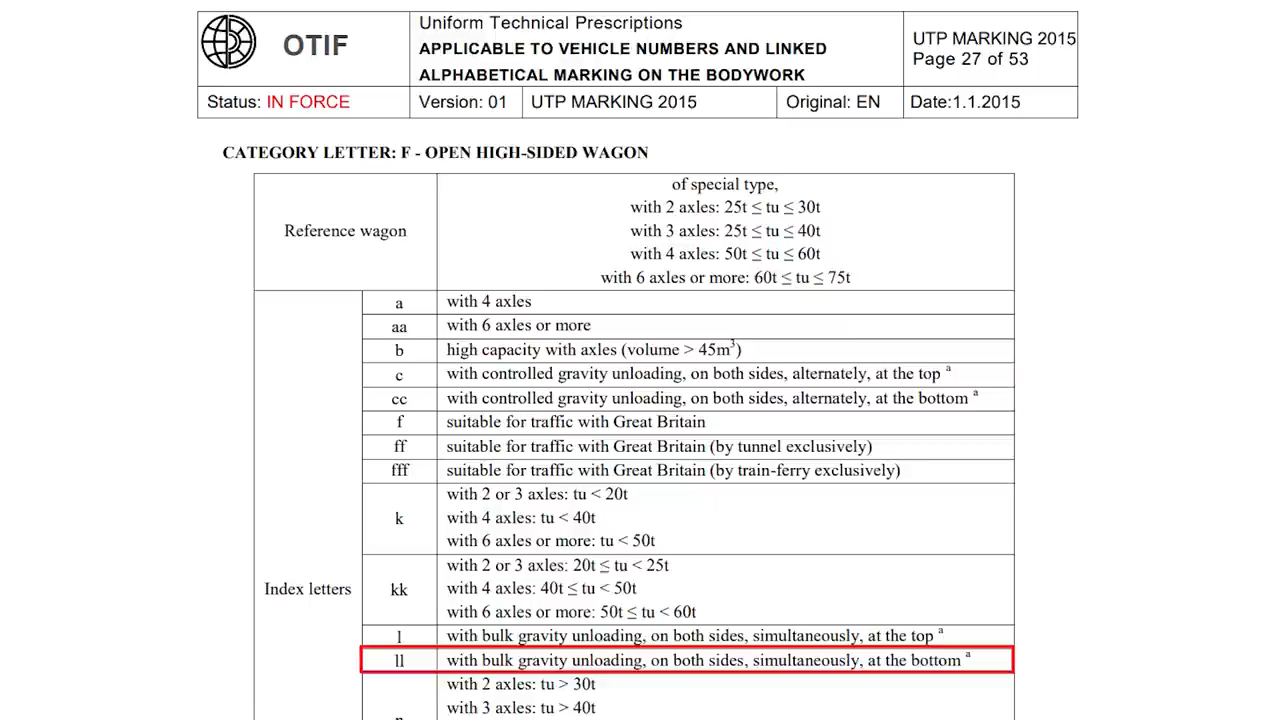 OTIF
Uniform Technical Prescriptions
APPLICABLE TO VEHICLE NUMBERS AND LINKED
ALPHABETICAL MARKING ON THE BODYWORK
UTP MARKING 2015
Page 27 of 53
Status: IN FORCE
Version: 01
UTP MARKING 2015
Original: EN
Date:1.1.2015
CATEGORY LETTER: F - OPEN HIGH-SIDED WAGON
Reference wagon
of special type,
with 2 axles: 25t ≤ tu ≤ 30t
with 3 axles: 25t ≤ tu ≤ 40t
with 4 axles: 50t ≤ tu ≤ 60t
with 6 axles or more: 60t ≤ tu ≤ 75t
Index letters
a with 4 axles
aa with 6 axles or more
b high capacity with axles (volume > 45m³)
c with controlled gravity unloading, on both sides, alternately, at the top ᵃ
cc with controlled gravity unloading, on both sides, alternately, at the bottom ᵃ
f suitable for traffic with Great Britain
ff suitable for traffic with Great Britain (by tunnel exclusively)
fff suitable for traffic with Great Britain (by train-ferry exclusively)
k
with 2 or 3 axles: tu < 20t
with 4 axles: tu < 40t
with 6 axles or more: tu < 50t
kk
with 2 or 3 axles: 20t ≤ tu < 25t
with 4 axles: 40t ≤ tu < 50t
with 6 axles or more: 50t ≤ tu < 60t
l with bulk gravity unloading, on both sides, simultaneously, at the top ᵃ
ll with bulk gravity unloading, on both sides, simultaneously, at the bottom ᵃ
with 2 axles: tu > 30t
with 3 axles: tu > 40t